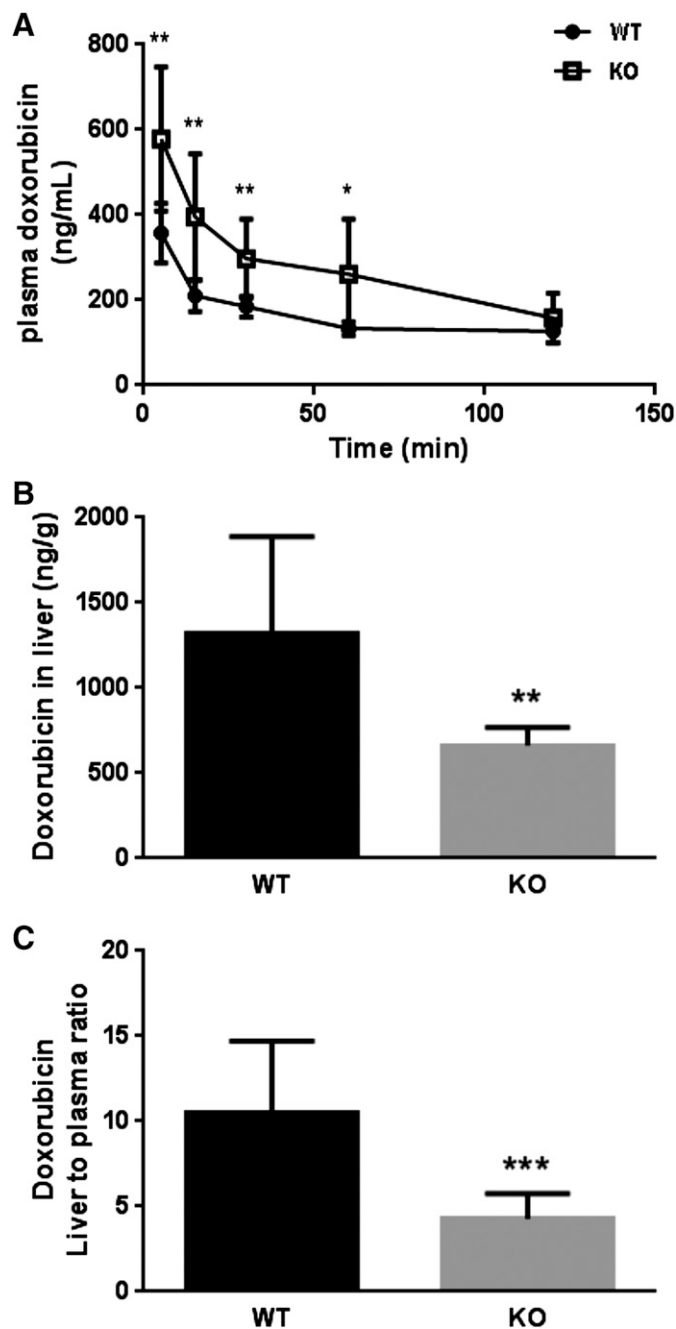 A
WT
KO
**
**
**
*
plasma doxorubicin
(ng/mL)
800
600
400
200
0
0
50
100
150
Time (min)
B
Doxorubicin in liver (ng/g)
2000
1500
1000
500
0
**
WT
KO
C
Doxorubicin
Liver to plasma ratio
20
15
10
5
0
***
WT
KO